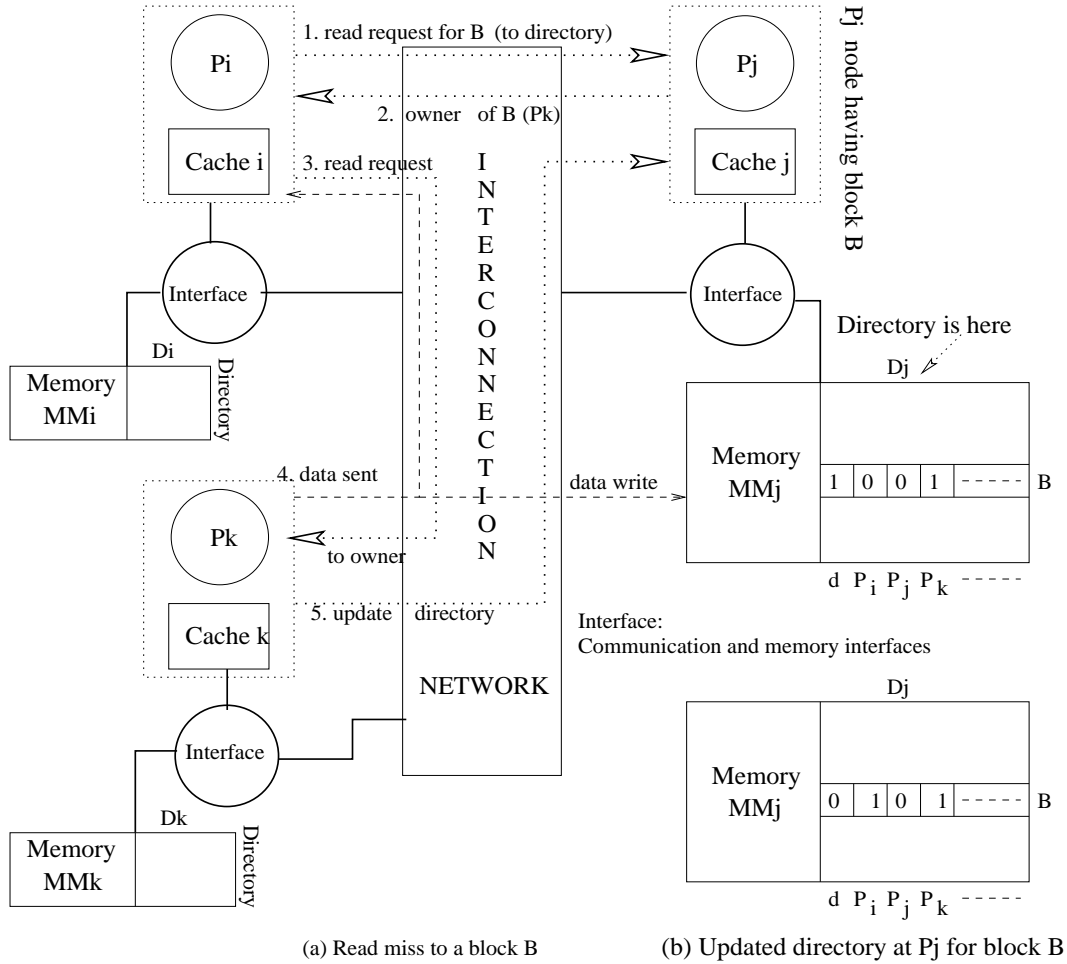 1. read request for B (to directory)
Pi
Pj
Pj node having block B
2. owner of B (Pk)
Cache i
3. read request
Cache j
INTERCONNECTION
NETWORK
Interface
Interface
Directory is here
Di
Directory
Memory
MMi
Dj
Memory
MMj
1 0 0 1 ----- B
d Pi Pj Pk -----
4. data sent
data write
Pk
to owner
5. update directory
Cache k
Interface:
Communication and memory interfaces
Interface
Dj
Memory
MMj
0 1 0 1 ----- B
d Pi Pj Pk -----
Dk
Directory
Memory
MMk
(a) Read miss to a block B
(b) Updated directory at Pj for block B